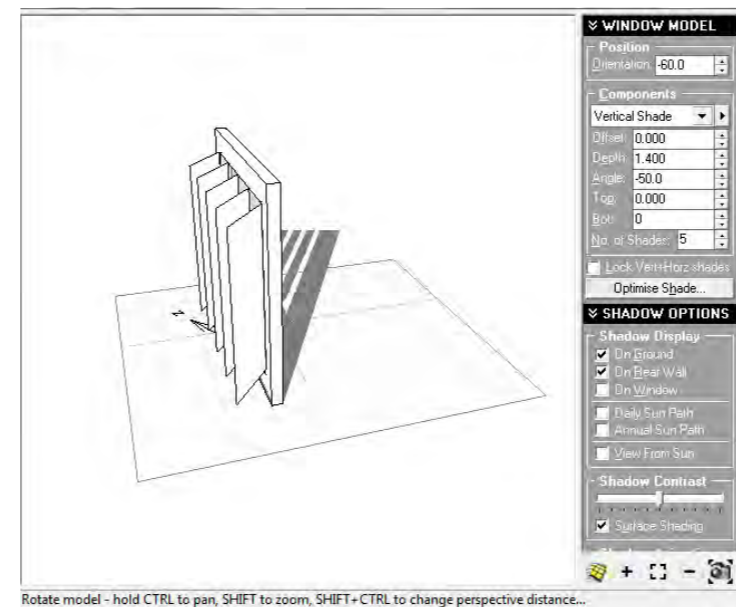 WINDOW MODEL
Position
Orientation: -60.0
Components
Vertical Shade
Offset: 0.000
Depth: 1.400
Angle: -50.0
Top: 0.000
Bot: 0
No. of Shades: 5
Lock Vert+Horz shades
Optimise Shade...
SHADOW OPTIONS
Shadow Display
On Ground
On Rear Wall
On Window
Daily Sun Path
Annual Sun Path
View From Sun
Shadow Contrast
Surface Shading
N
Rotate model - hold CTRL to pan, SHIFT to zoom, SHIFT+CTRL to change perspective distance...